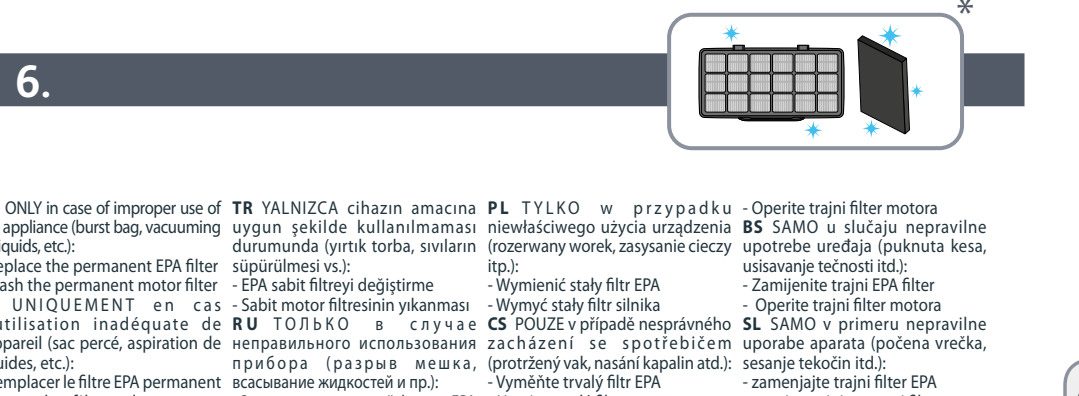 *
6.
ONLY in case of improper use of
appliance (burst bag, vacuuming
iquids, etc.):
eplace the permanent EPA filter
ash the permanent motor filter
UNIQUEMENT en cas
utilisation inadéquate de
ppareil (sac percé, aspiration de
uides, etc.):
emplacer le filtre EPA permanent
TR YALNIZCA cihazın amacına
uygun şekilde kullanılmaması
durumunda (yırtık torba, sıvıların
süpürülmesi vs.):
- EPA sabit filtreyi değiştirme
- Sabit motor filtresinin yıkanması
RU ТОЛЬКО в случае
неправильного использования
прибора (разрыв мешка,
всасывание жидкостей и пр.):
PL TYLKO w przypadku
niewłaściwego użycia urządzenia
(rozerwany worek, zasysanie cieczy
itp.):
- Wymienić stały filtr EPA
- Wymyć stały filtr silnika
CS POUZE v případě nesprávného
zacházení se spotřebičem
(protržený vak, nasání kapalin atd.):
- Vyměňte trvalý filtr EPA
- Operite trajni filter motora
BS SAMO u slučaju nepravilne
upotrebe uređaja (puknuta kesa,
usisavanje tečnosti itd.):
- Zamijenite trajni EPA filter
- Operite trajni filter motora
SL SAMO v primeru nepravilne
uporabe aparata (počena vrečka,
sesanje tekočin itd.):
- zamenjajte trajni filter EPA